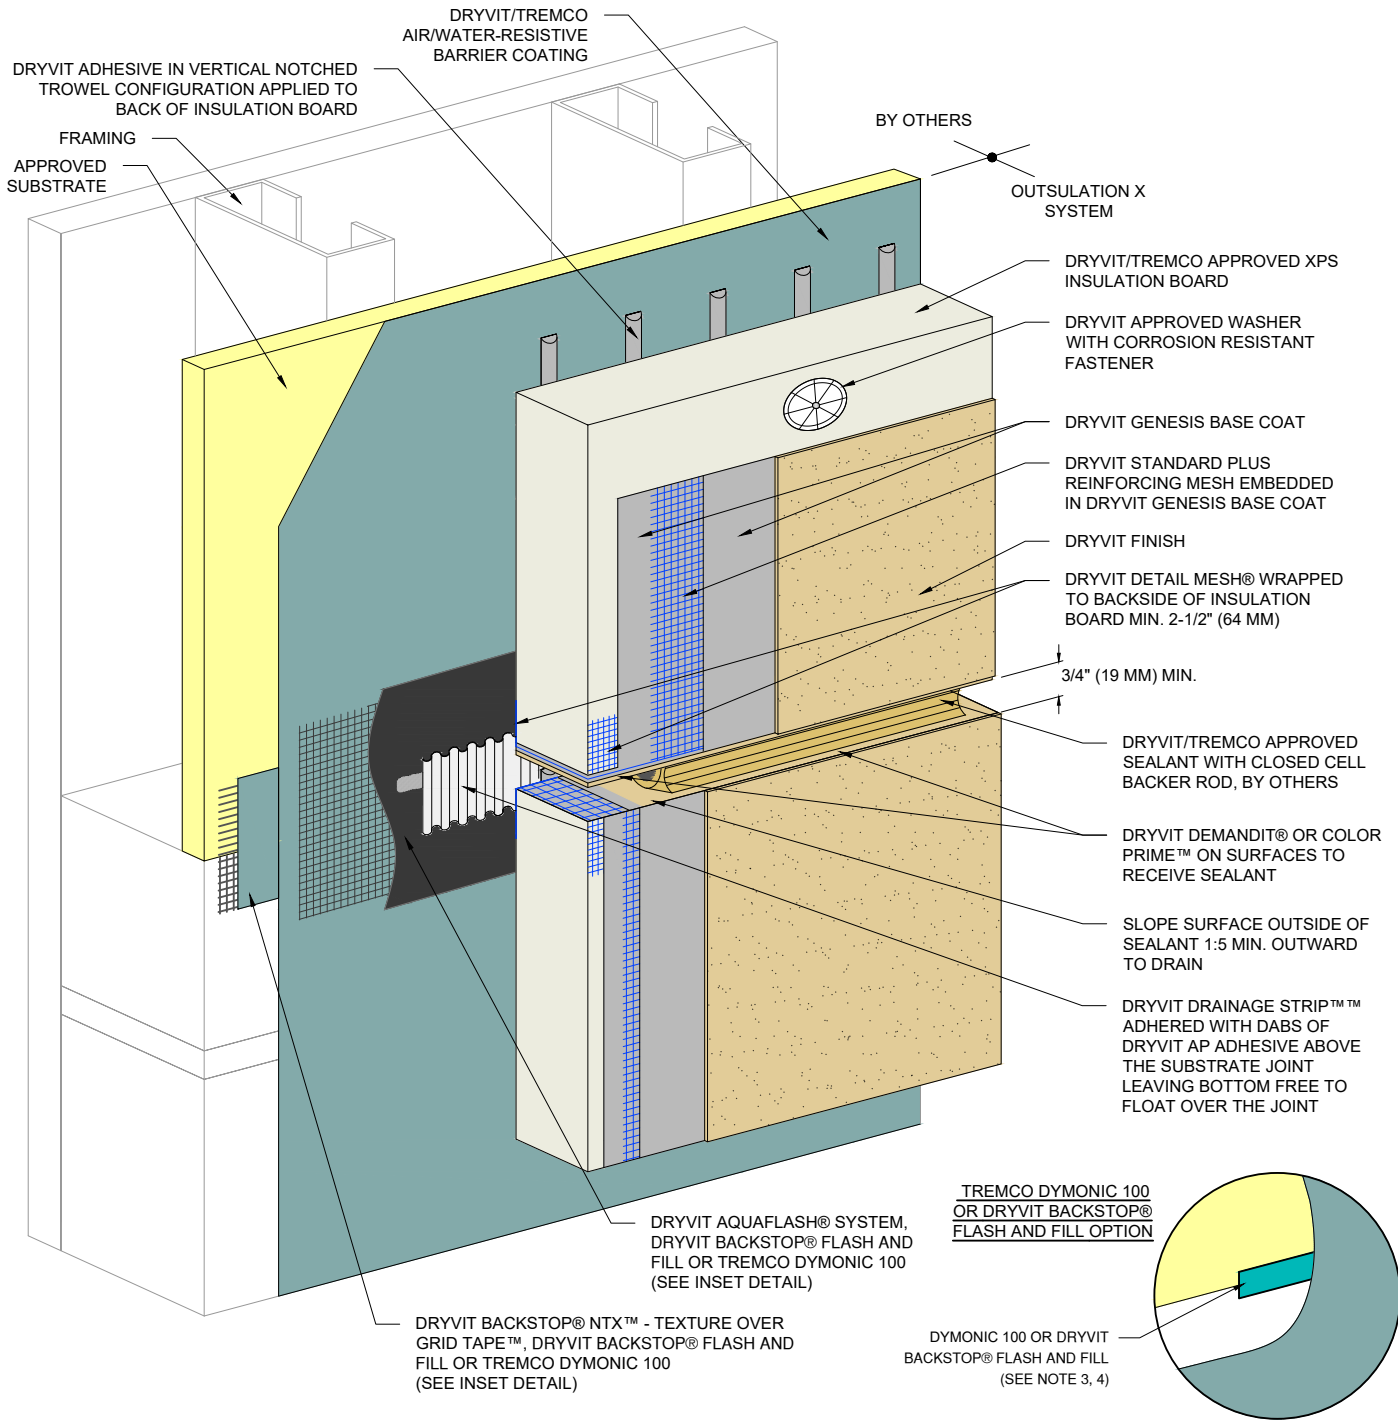 DRYVIT/TREMCO
AIR/WATER-RESISTIVE
BARRIER COATING
DRYVIT ADHESIVE IN VERTICAL NOTCHED
TROWEL CONFIGURATION APPLIED TO
BACK OF INSULATION BOARD
FRAMING
APPROVED
SUBSTRATE
BY OTHERS
OUTSULATION X
SYSTEM
DRYVIT/TREMCO APPROVED XPS
INSULATION BOARD
DRYVIT APPROVED WASHER
WITH CORROSION RESISTANT
FASTENER
DRYVIT GENESIS BASE COAT
DRYVIT STANDARD PLUS
REINFORCING MESH EMBEDDED
IN DRYVIT GENESIS BASE COAT
DRYVIT FINISH
DRYVIT DETAIL MESH® WRAPPED
TO BACKSIDE OF INSULATION
BOARD MIN. 2-1/2" (64 MM)
3/4" (19 MM) MIN.
DRYVIT/TREMCO APPROVED
SEALANT WITH CLOSED CELL
BACKER ROD, BY OTHERS
DRYVIT DEMANDIT® OR COLOR
PRIME™ ON SURFACES TO
RECEIVE SEALANT
SLOPE SURFACE OUTSIDE OF
SEALANT 1:5 MIN. OUTWARD
TO DRAIN
DRYVIT DRAINAGE STRIP™™
ADHERED WITH DABS OF
DRYVIT AP ADHESIVE ABOVE
THE SUBSTRATE JOINT
LEAVING BOTTOM FREE TO
FLOAT OVER THE JOINT
TREMCO DYMONIC 100
OR DRYVIT BACKSTOP®
FLASH AND FILL OPTION
DRYVIT AQUAFLASH® SYSTEM,
DRYVIT BACKSTOP® FLASH AND
FILL OR TREMCO DYMONIC 100
(SEE INSET DETAIL)
DRYVIT BACKSTOP® NTX™ - TEXTURE OVER
GRID TAPE™, DRYVIT BACKSTOP® FLASH AND
FILL OR TREMCO DYMONIC 100
(SEE INSET DETAIL)
DYMONIC 100 OR DRYVIT
BACKSTOP® FLASH AND FILL
(SEE NOTE 3, 4)